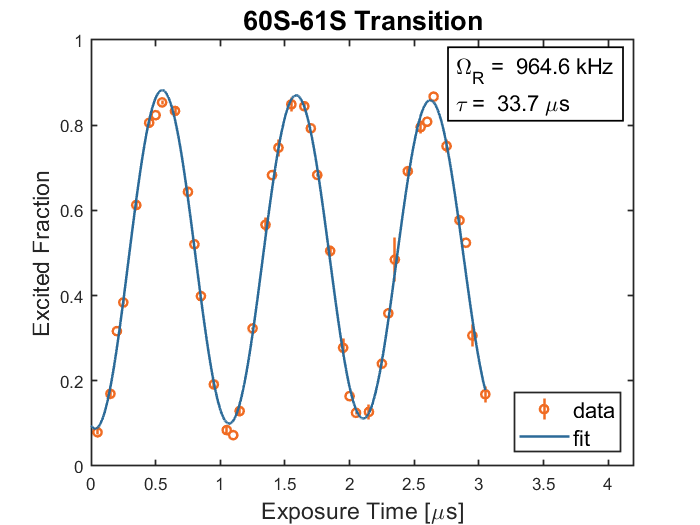 60S-61S Transition
Ω_R = 964.6 kHz
τ = 33.7 μs
Excited Fraction
1
0.8
0.6
0.4
0.2
0
data
fit
0 0.5 1 1.5 2 2.5 3 3.5 4
Exposure Time [μs]